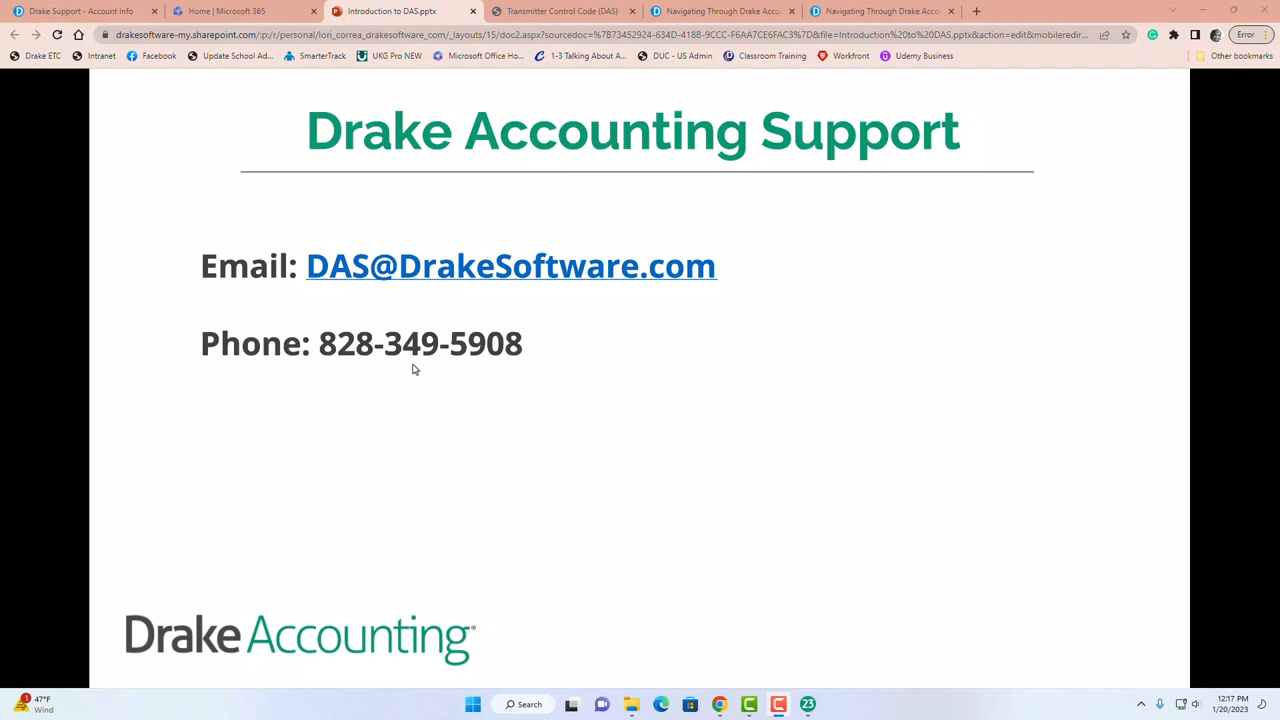 Drake Support - Account Info
Home | Microsoft 365
Introduction to DAS.pptx
Transmitter Control Code (DAS)
Navigating Through Drake Acco
Navigating Through Drake Acco
drakesoftware-my.sharepoint.com/:p:/r/personal/lori_correa_drakesoftware_com/_layouts/15/doc2.aspx?sourcedoc=%7B73452924-634D-418B-9CCC-F6AA7CE6FAC3%7D&file=Introduction%20to%20DAS.pptx&action=edit&mobileredir...
Error
Drake ETC
Intranet
Facebook
Update School Ad...
SmarterTrack
UKG Pro NEW
Microsoft Office Ho...
1-3 Talking About A...
DUC - US Admin
Classroom Training
Workfront
Udemy Business
Other bookmarks
Drake Accounting Support
Email: DAS@DrakeSoftware.com
Phone: 828-349-5908
Drake Accounting
1
47°F
Wind
Search
23
12:17 PM
1/20/2023